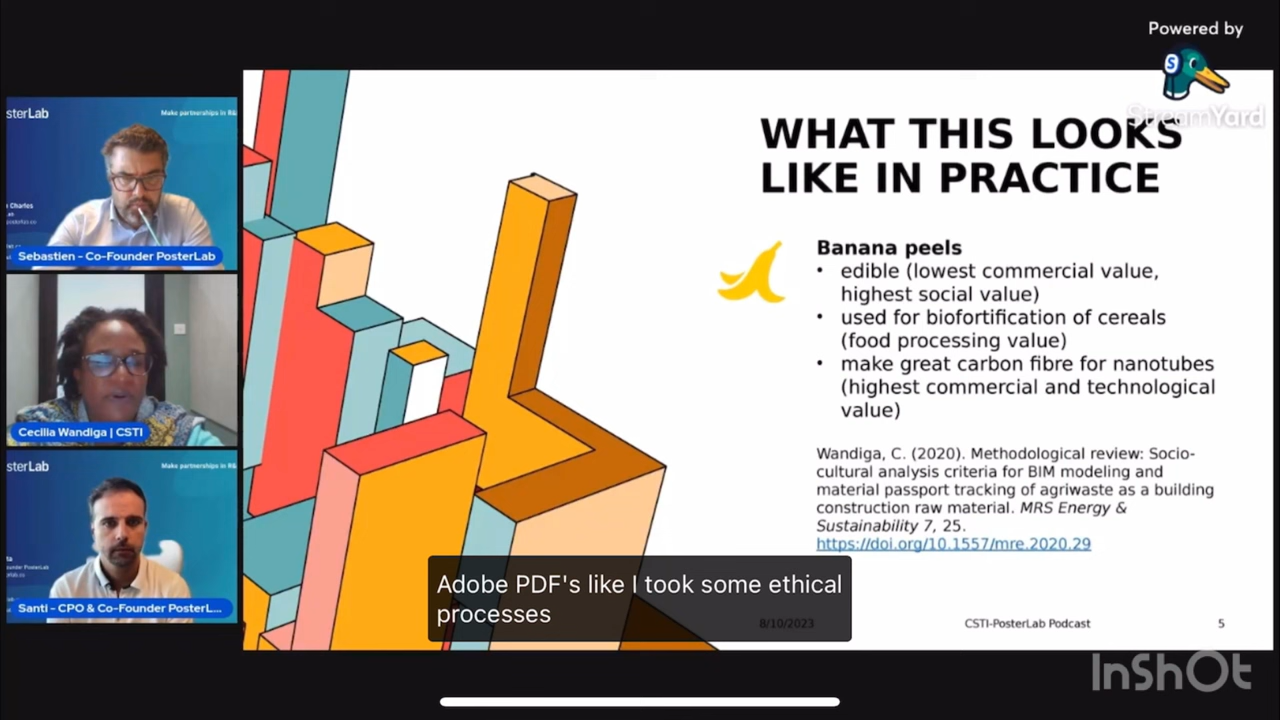 Powered by
StreamYard
sterLab
Make partnerships in R&
Charles
Sebastien - Co-Founder PosterLab
Cecilia Wandiga | CSTI
sterLab
Make partnerships in R&
Santi - CPO & Co-Founder PosterL...
WHAT THIS LOOKS
LIKE IN PRACTICE
Banana peels
• edible (lowest commercial value,
highest social value)
• used for biofortification of cereals
(food processing value)
• make great carbon fibre for nanotubes
(highest commercial and technological
value)
Wandiga, C. (2020). Methodological review: Socio-
cultural analysis criteria for BIM modeling and
material passport tracking of agriwaste as a building
construction raw material. MRS Energy &
Sustainability 7, 25.
https://doi.org/10.1557/mre.2020.29
Adobe PDF's like I took some ethical
processes
8/10/2023
CSTI-PosterLab Podcast
5
InShOt